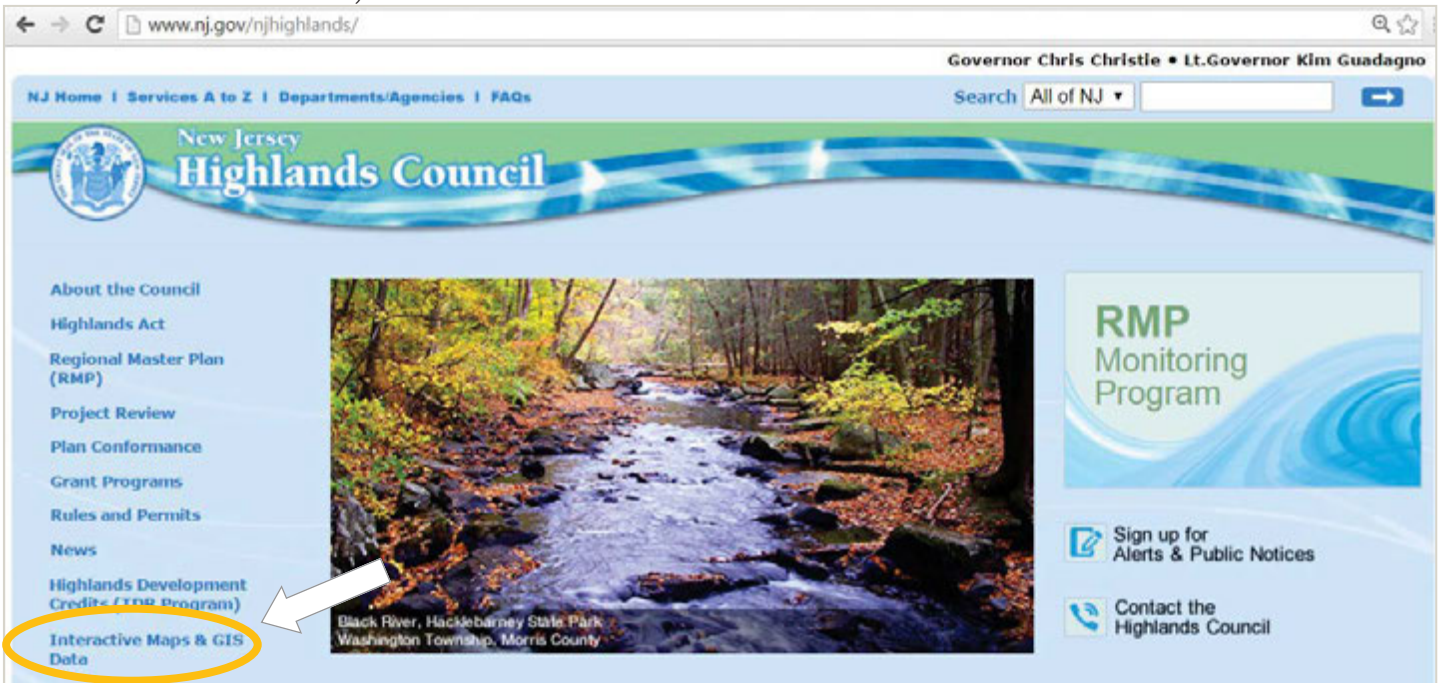 www.nj.gov/njhighlands/
Governor Chris Christie • Lt.Governor Kim Guadagno
NJ Home | Services A to Z | Departments/Agencies | FAQs
Search All of NJ
New Jersey
Highlands Council
About the Council
Highlands Act
Regional Master Plan
(RMP)
Project Review
Plan Conformance
Grant Programs
Rules and Permits
News
Highlands Development
Credits (TDR Program)
Interactive Maps & GIS
Data
Black River, Hacklebarney State Park
Washington Township, Morris County
RMP
Monitoring
Program
Sign up for
Alerts & Public Notices
Contact the
Highlands Council